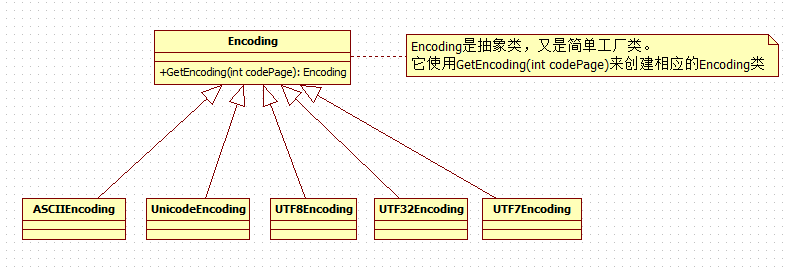 Encoding
+GetEncoding(int codePage): Encoding
Encoding是抽象类，又是简单工厂类。
它使用GetEncoding(int codePage)来创建相应的Encoding类
ASCIIEncoding
UnicodeEncoding
UTF8Encoding
UTF32Encoding
UTF7Encoding